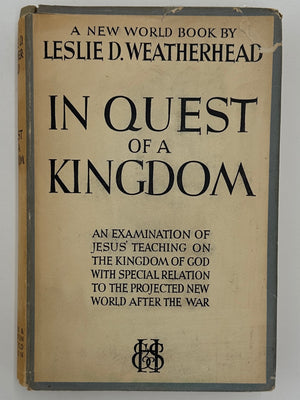 A NEW WORLD BOOK BY
LESLIE D. WEATHERHEAD
IN QUEST
OF A
KINGDOM
AN EXAMINATION OF
JESUS' TEACHING ON
THE KINGDOM OF GOD
WITH SPECIAL RELATION
TO THE PROJECTED NEW
WORLD AFTER THE WAR